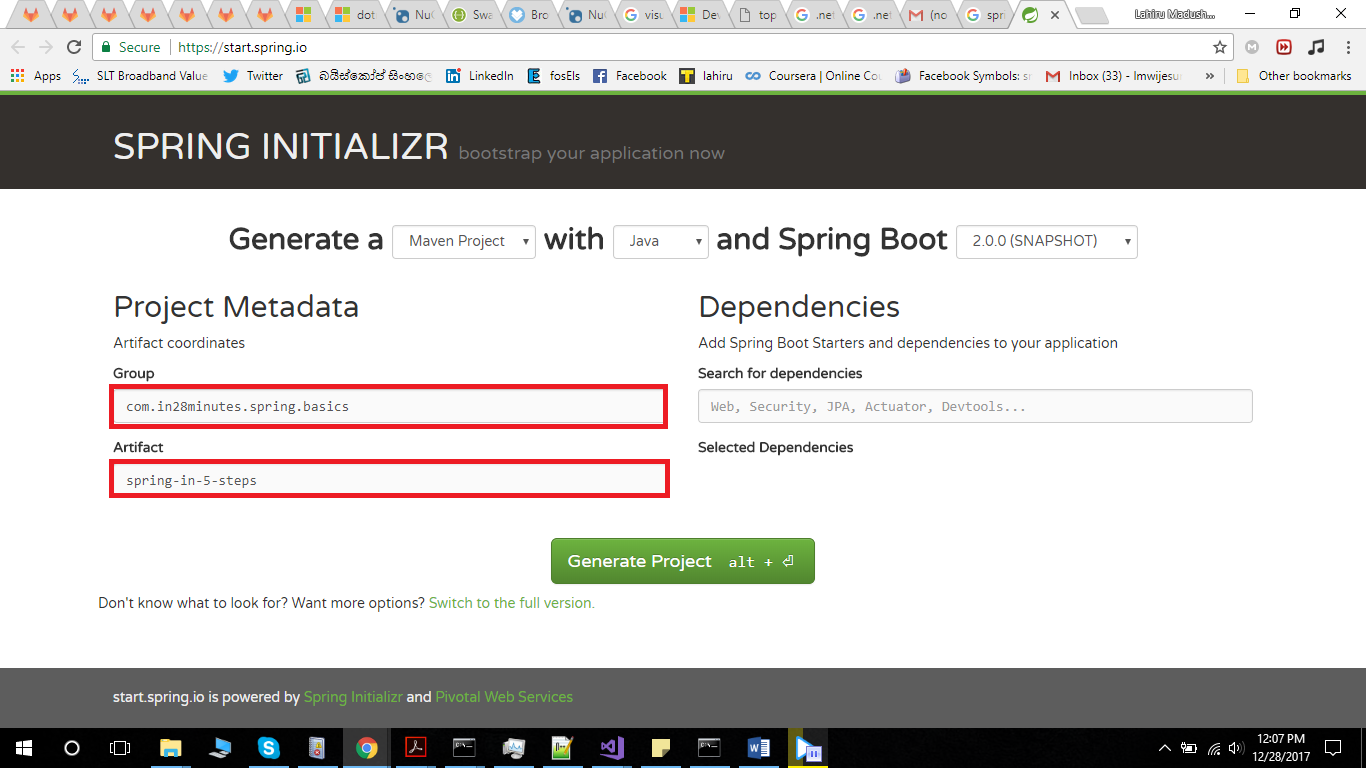 dot
NuG
Swa
Bro
NuG
visu
Dev
top
.net
.net
(no
spri
Lahiru Madush...
Secure
https://start.spring.io
Apps
SLT Broadband Value
Twitter
බයිස්කෝප් සිංහලෙ
LinkedIn
fosEls
Facebook
lahiru
Coursera | Online Cou
Facebook Symbols: sr
Inbox (33) - lmwijesur
»
Other bookmarks
SPRING INITIALIZR bootstrap your application now
Generate a Maven Project with Java and Spring Boot 2.0.0 (SNAPSHOT)
Project Metadata
Artifact coordinates
Group
com.in28minutes.spring.basics
Artifact
spring-in-5-steps
Dependencies
Add Spring Boot Starters and dependencies to your application
Search for dependencies
Web, Security, JPA, Actuator, Devtools...
Selected Dependencies
Generate Project alt + ⏎
Don't know what to look for? Want more options? Switch to the full version.
start.spring.io is powered by Spring Initializr and Pivotal Web Services
12:07 PM
12/28/2017